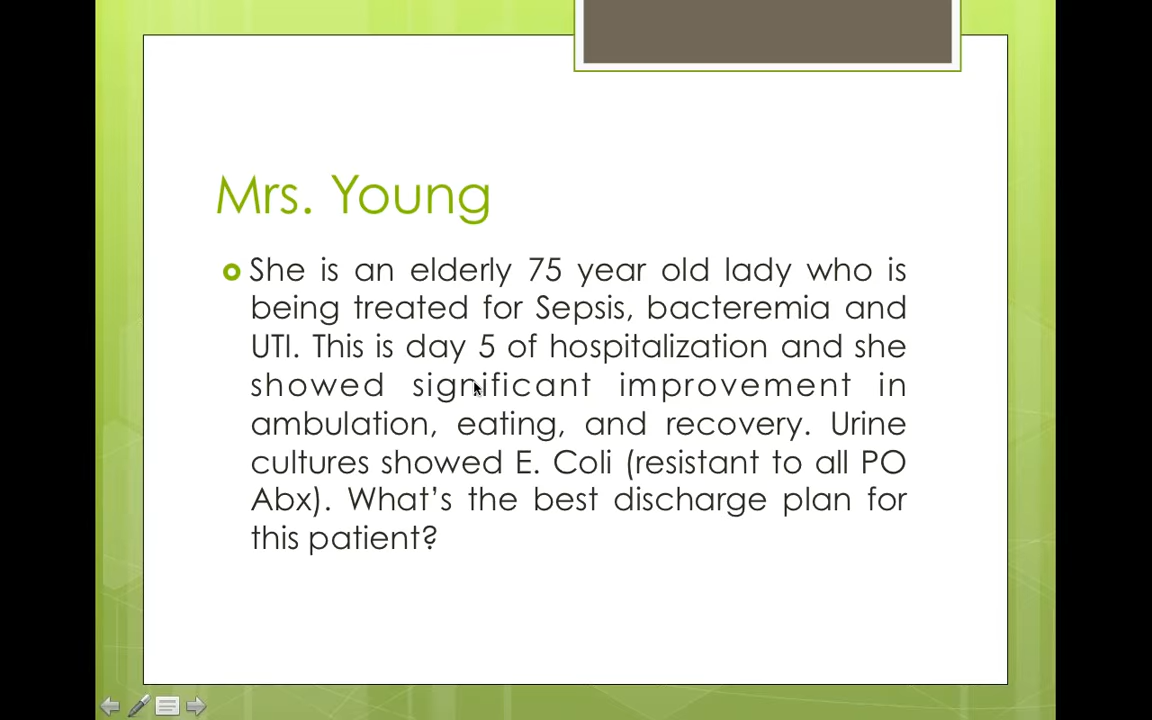 Mrs. Young
She is an elderly 75 year old lady who is
being treated for Sepsis, bacteremia and
UTI. This is day 5 of hospitalization and she
showed significant improvement in
ambulation, eating, and recovery. Urine
cultures showed E. Coli (resistant to all PO
Abx). What's the best discharge plan for
this patient?